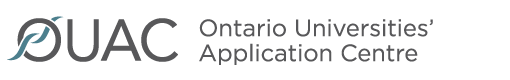 OUAC
Ontario Universities’
Application Centre